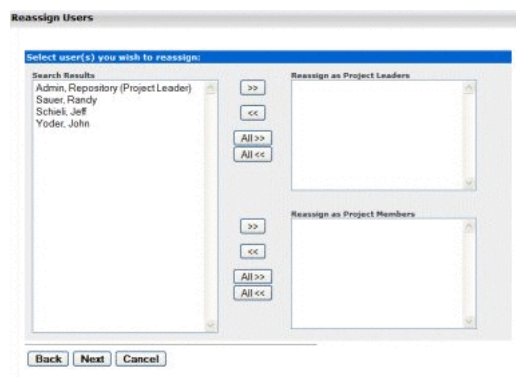 Reassign Users
Select user(s) you wish to reassign:
Search Results
Admin, Repository (Project Leader)
Sauer, Randy
Schieli, Jeff
Yoder, John
>>
<<
All >>
All <<
Reassign as Project Leaders
>>
<<
All >>
All <<
Reassign as Project Members
Back Next Cancel